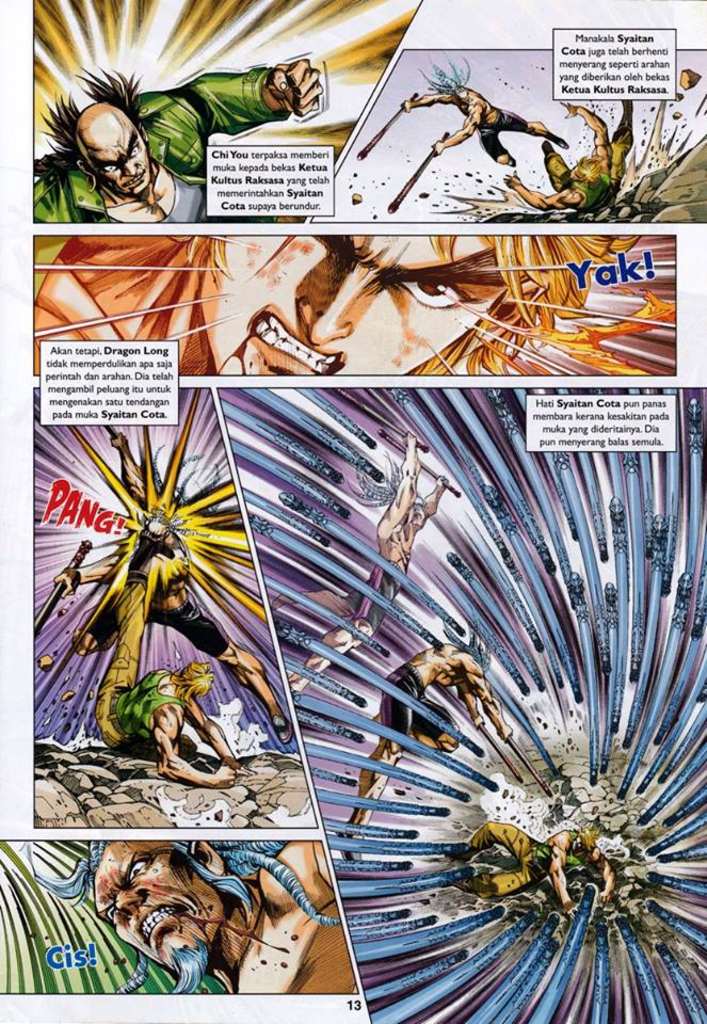 Chi You terpaksa memberi
muka kepada bekas Ketua
Kultus Raksasa yang telah
memerintahkan Syaitan
Cota supaya berundur.
Manakala Syaitan
Cota juga telah berhenti
menyerang seperti arahan
yang diberikan oleh bekas
Ketua Kultus Raksasa.
Yak!
Akan tetapi, Dragon Long
tidak memperdulikan apa saja
perintah dan arahan. Dia telah
mengambil peluang itu untuk
mengenakan satu tendangan
pada muka Syaitan Cota.
PANG!
Hati Syaitan Cota pun panas
membara kerana kesakitan pada
muka yang dideritainya. Dia
pun menyerang balas semula.
Cis!
13